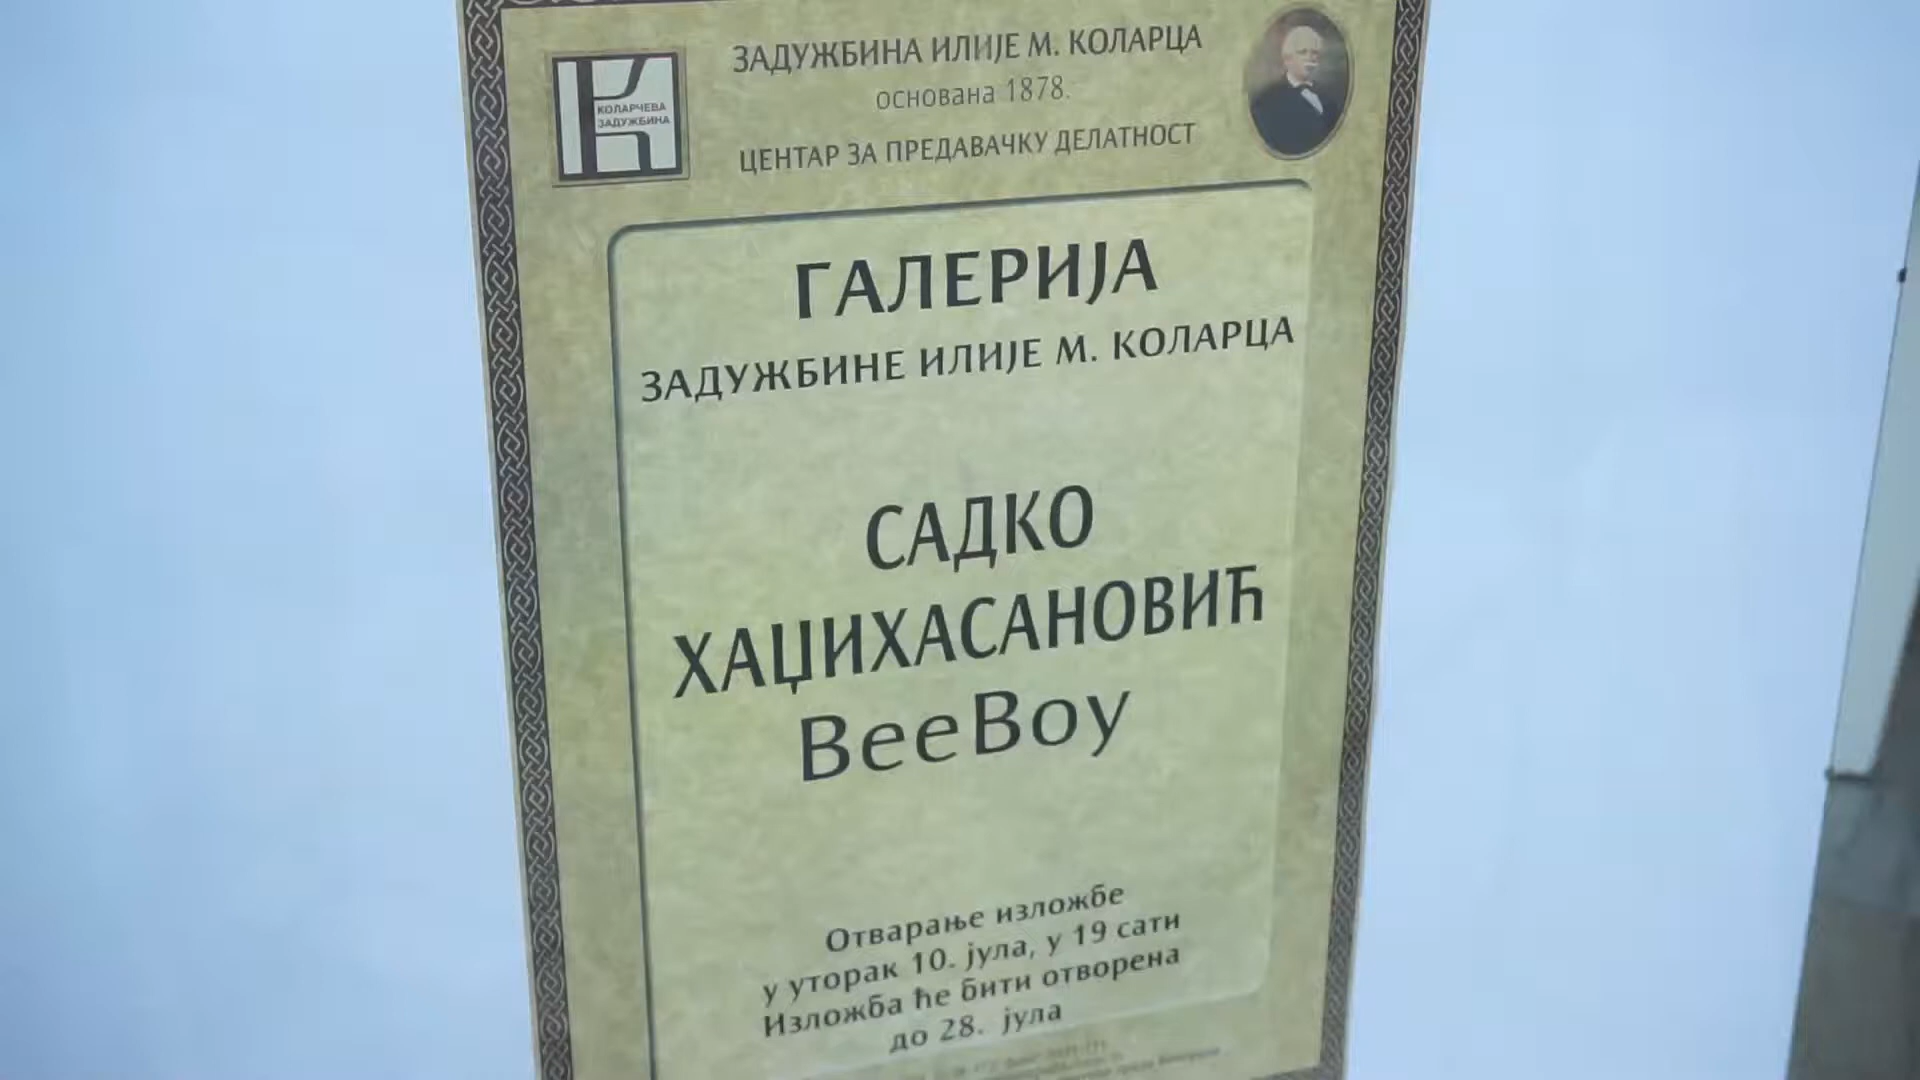 ЗАДУЖБИНА ИЛИЈЕ М. КОЛАРЦА
основана 1878.
ЦЕНТАР ЗА ПРЕДАВАЧКУ ДЕЛАТНОСТ
КОЛАРЧЕВА
ЗАДУЖБИНА
ГАЛЕРИЈА
ЗАДУЖБИНЕ ИЛИЈЕ М. КОЛАРЦА
САДКО
ХАЏИХАСАНОВИЋ
BeeBoy
Отварање изложбе
у уторак 10. јула, у 19 сати
Изложба ће бити отворена
до 28. јула